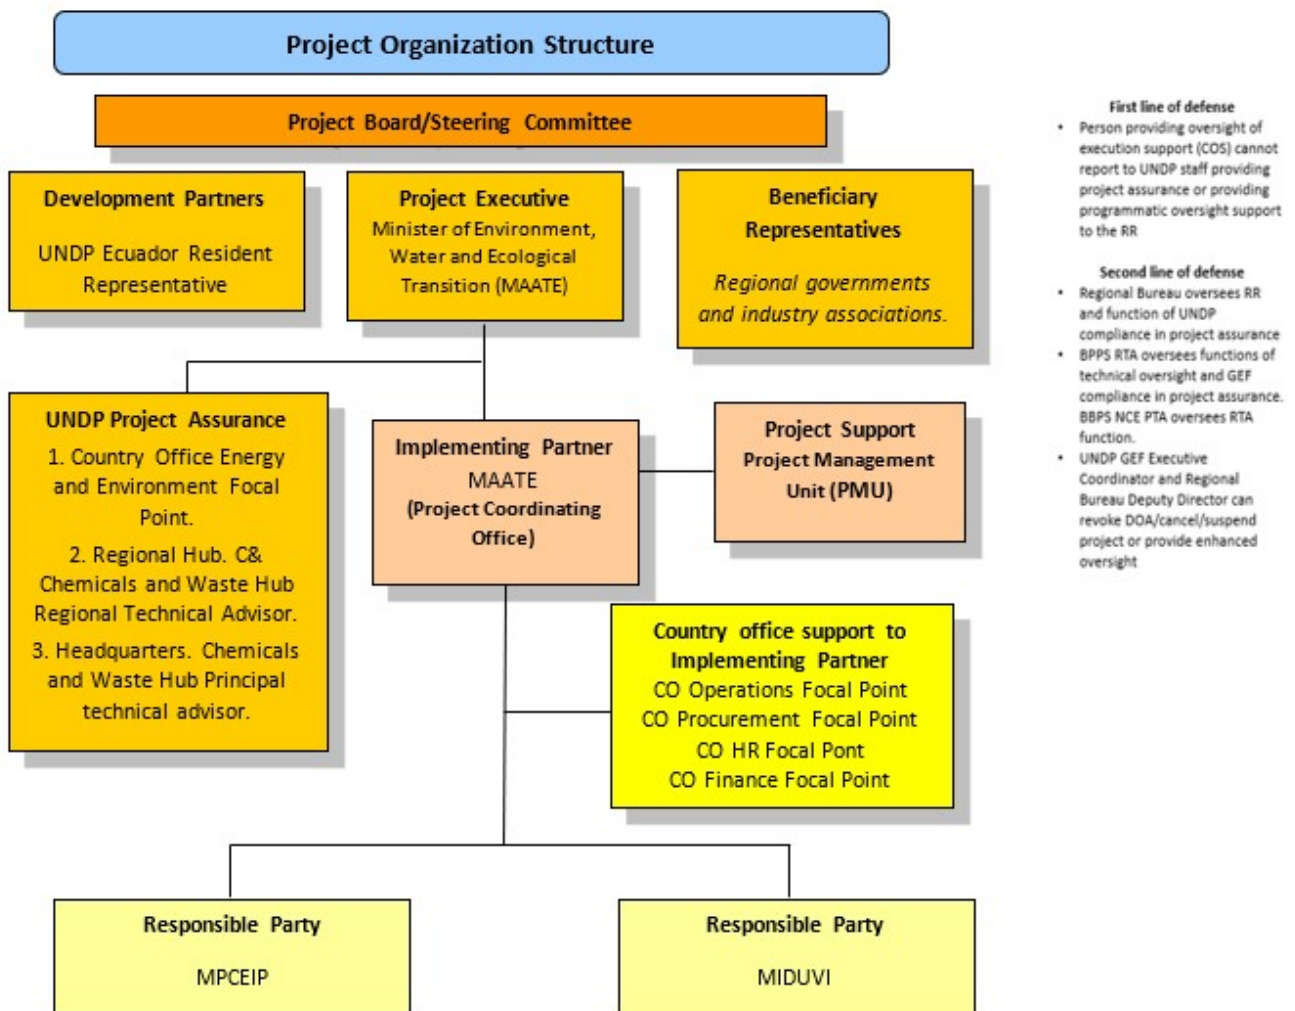 Project Organization Structure
Project Board/Steering Committee
Development Partners
UNDP Ecuador Resident
Representative
Project Executive
Minister of Environment,
Water and Ecological
Transition (MAATE)
Beneficiary
Representatives
Regional governments
and industry associations.
UNDP Project Assurance
1. Country Office Energy
and Environment Focal
Point.
2. Regional Hub. C&
Chemicals and Waste Hub
Regional Technical Advisor.
3. Headquarters. Chemicals
and Waste Hub Principal
technical advisor.
Implementing Partner
MAATE
(Project Coordinating
Office)
Project Support
Project Management
Unit (PMU)
Country office support to
Implementing Partner
CO Operations Focal Point
CO Procurement Focal Point
CO HR Focal Pont
CO Finance Focal Point
Responsible Party
MPCEIP
Responsible Party
MIDUVI
First line of defense
• Person providing oversight of
execution support (COS) cannot
report to UNDP staff providing
project assurance or providing
programmatic oversight support
to the RR
Second line of defense
• Regional Bureau oversees RR
and function of UNDP
compliance in project assurance
• BPPS RTA oversees functions of
technical oversight and GEF
compliance in project assurance.
BBPS NCE PTA oversees RTA
function.
• UNDP GEF Executive
Coordinator and Regional
Bureau Deputy Director can
revoke DOA/cancel/suspend
project or provide enhanced
oversight